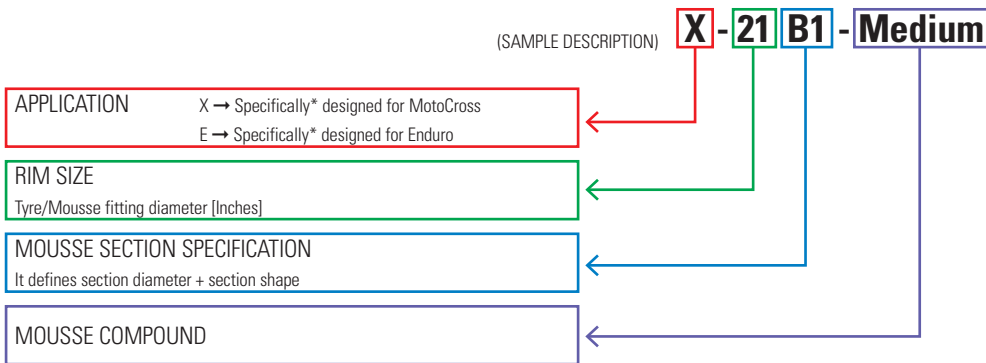 (SAMPLE DESCRIPTION) X - 21 B1 - Medium
APPLICATION X → Specifically* designed for MotoCross
E → Specifically* designed for Enduro
RIM SIZE
Tyre/Mousse fitting diameter [Inches]
MOUSSE SECTION SPECIFICATION
It defines section diameter + section shape
MOUSSE COMPOUND